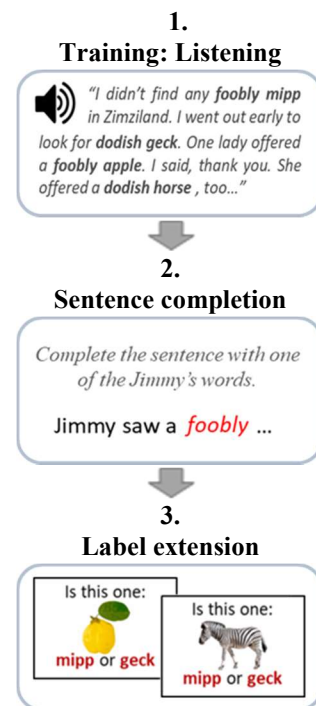 1.
Training: Listening
“I didn’t find any foobly mipp
in Zimziland. I went out early to
look for dodish geck. One lady offered
a foobly apple. I said, thank you. She
offered a dodish horse , too...”
2.
Sentence completion
Complete the sentence with one
of the Jimmy's words.
Jimmy saw a foobly ...
3.
Label extension
Is this one:
mipp or geck
Is this one:
mipp or geck